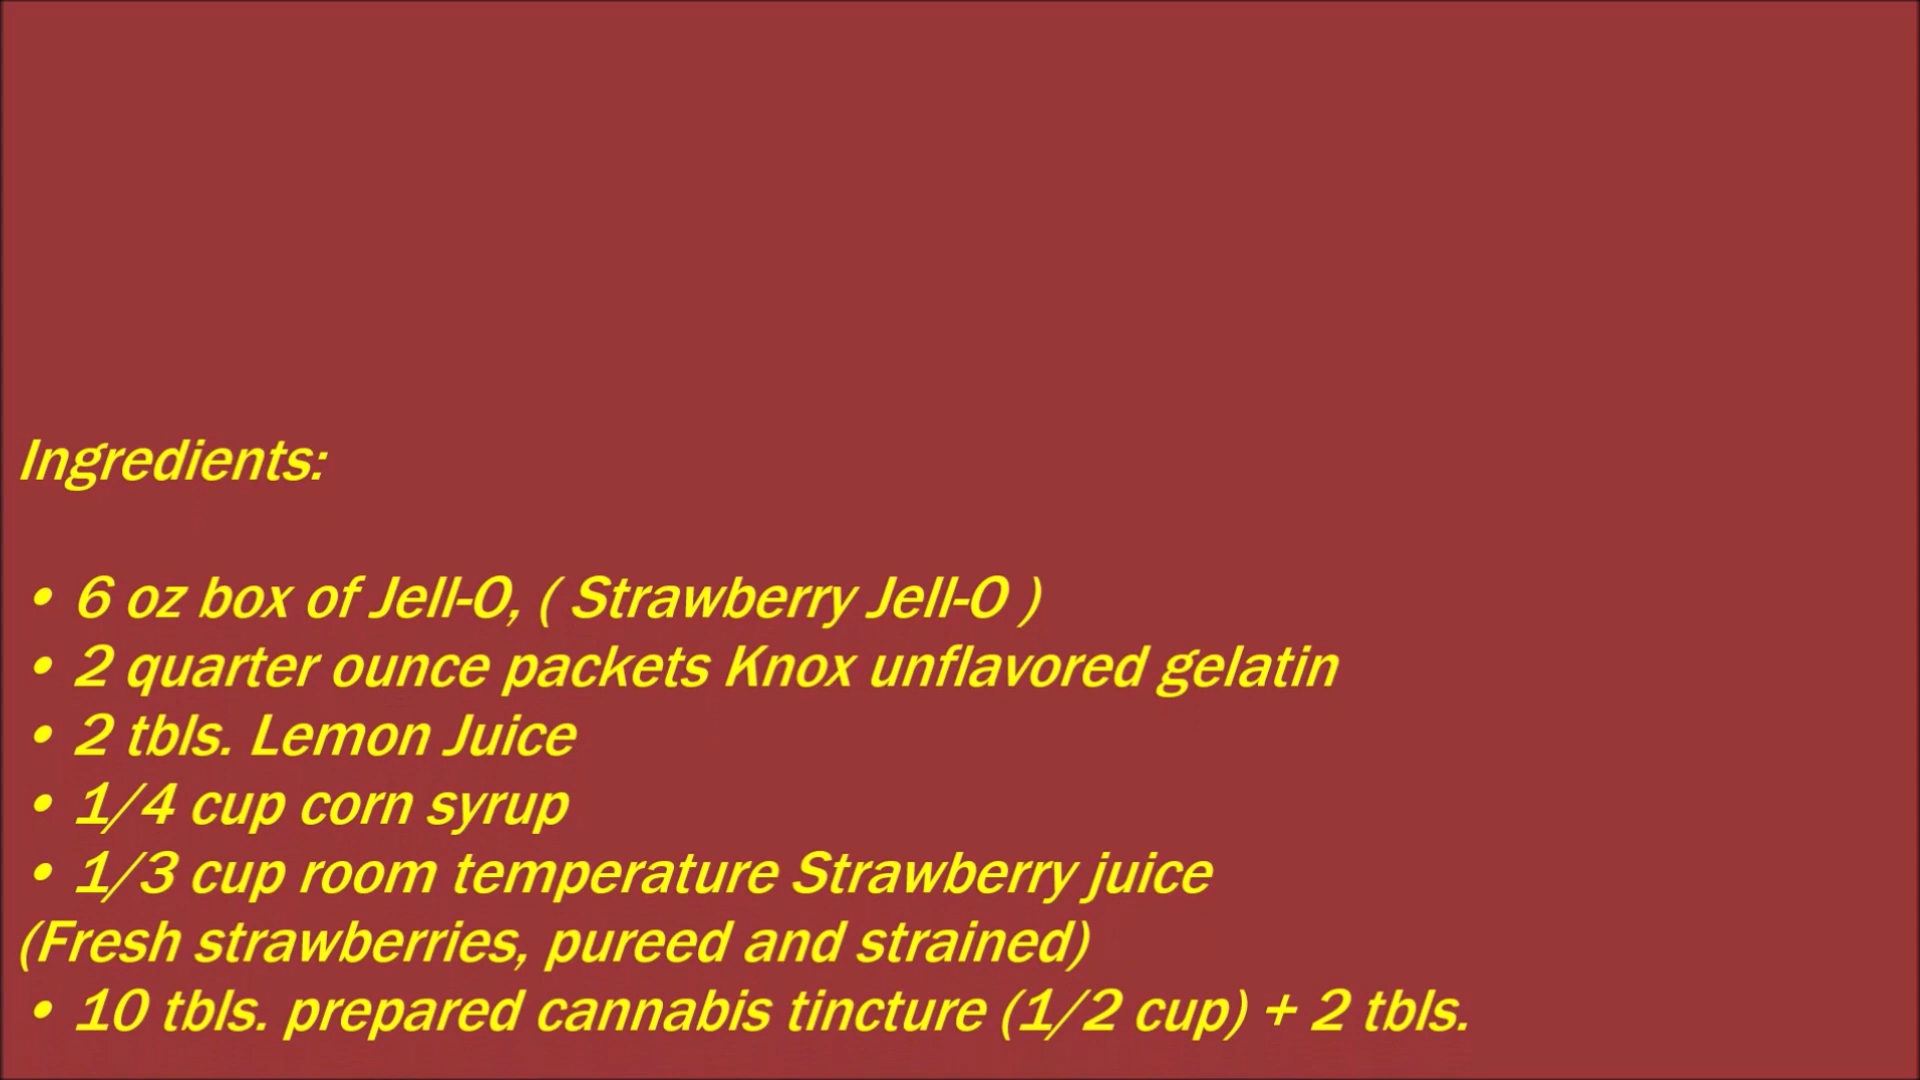 Ingredients:
• 6 oz box of Jell-O, ( Strawberry Jell-O )
• 2 quarter ounce packets Knox unflavored gelatin
• 2 tbls. Lemon Juice
• 1/4 cup corn syrup
• 1/3 cup room temperature Strawberry juice
(Fresh strawberries, pureed and strained)
• 10 tbls. prepared cannabis tincture (1/2 cup) + 2 tbls.